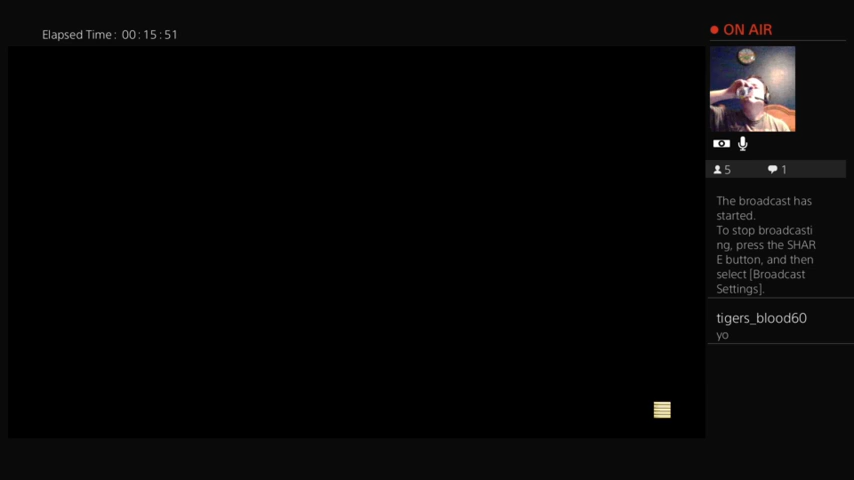 Elapsed Time: 00:15:51
ON AIR
5 1
The broadcast has
started.
To stop broadcasti
ng, press the SHAR
E button, and then
select [Broadcast
Settings].
tigers_blood60
yo